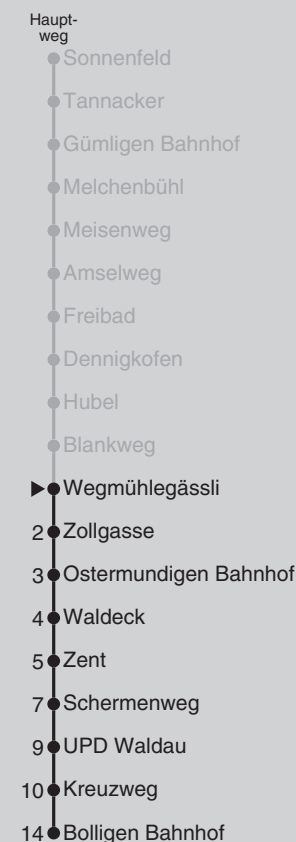 Haupt-
weg
Sonnenfeld
Tannacker
Gümligen Bahnhof
Melchenbühl
Meisenweg
Amselweg
Freibad
Dennigkofen
Hubel
Blankweg
Wegmühlegässli
2 Zollgasse
3 Ostermundigen Bahnhof
4 Waldeck
5 Zent
7 Schermenweg
9 UPD Waldau
10 Kreuzweg
14 Bolligen Bahnhof